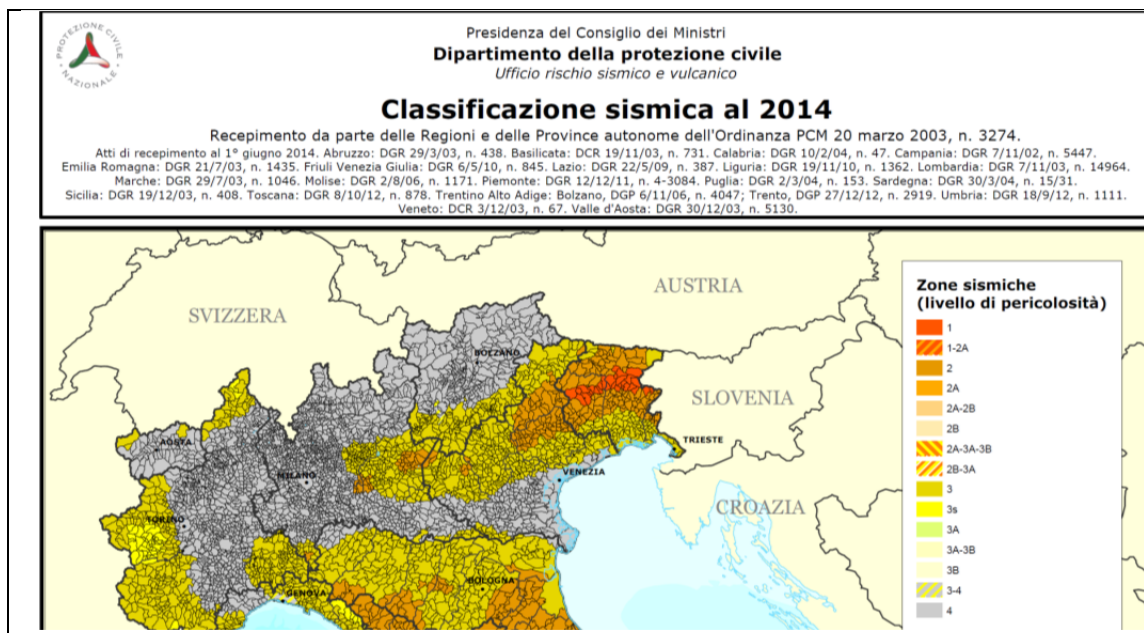 PROTEZIONE CIVILE
NAZIONALE
Presidenza del Consiglio dei Ministri
Dipartimento della protezione civile
Ufficio rischio sismico e vulcanico
Classificazione sismica al 2014
Recepimento da parte delle Regioni e delle Province autonome dell'Ordinanza PCM 20 marzo 2003, n. 3274.
Atti di recepimento al 1° giugno 2014. Abruzzo: DGR 29/3/03, n. 438. Basilicata: DCR 19/11/03, n. 731. Calabria: DGR 10/2/04, n. 47. Campania: DGR 7/11/02, n. 5447.
Emilia Romagna: DGR 21/7/03, n. 1435. Friuli Venezia Giulia: DGR 6/5/10, n. 845. Lazio: DGR 22/5/09, n. 387. Liguria: DGR 19/11/10, n. 1362. Lombardia: DGR 7/11/03, n. 14964.
Marche: DGR 29/7/03, n. 1046. Molise: DGR 2/8/06, n. 1171. Piemonte: DGR 12/12/11, n. 4-3084. Puglia: DGR 2/3/04, n. 153. Sardegna: DGR 30/3/04, n. 15/31.
Sicilia: DGR 19/12/03, n. 408. Toscana: DGR 8/10/12, n. 878. Trentino Alto Adige: Bolzano, DGP 6/11/06, n. 4047; Trento, DGP 27/12/12, n. 2919. Umbria: DGR 18/9/12, n. 1111.
Veneto: DCR 3/12/03, n. 67. Valle d'Aosta: DGR 30/12/03, n. 5130.
AUSTRIA
SVIZZERA
BOLZANO
SLOVENIA
AOSTA
TRIESTE
MILANO
VENEZIA
CROAZIA
TORINO
BOLOGNA
GENOVA
Zone sismiche
(livello di pericolosità)
1
1-2A
2
2A
2A-2B
2B
2A-3A-3B
2B-3A
3
3s
3A
3A-3B
3B
3-4
4